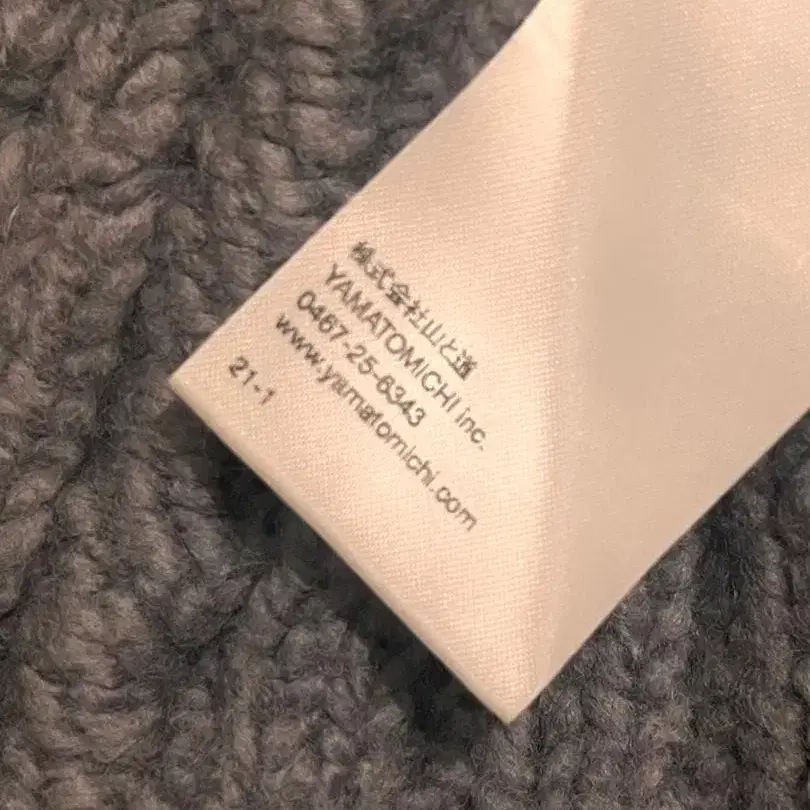 株式会社山と道
YAMATOMICHI inc.
0467-25-6343
www.yamatomichi.com
21-1